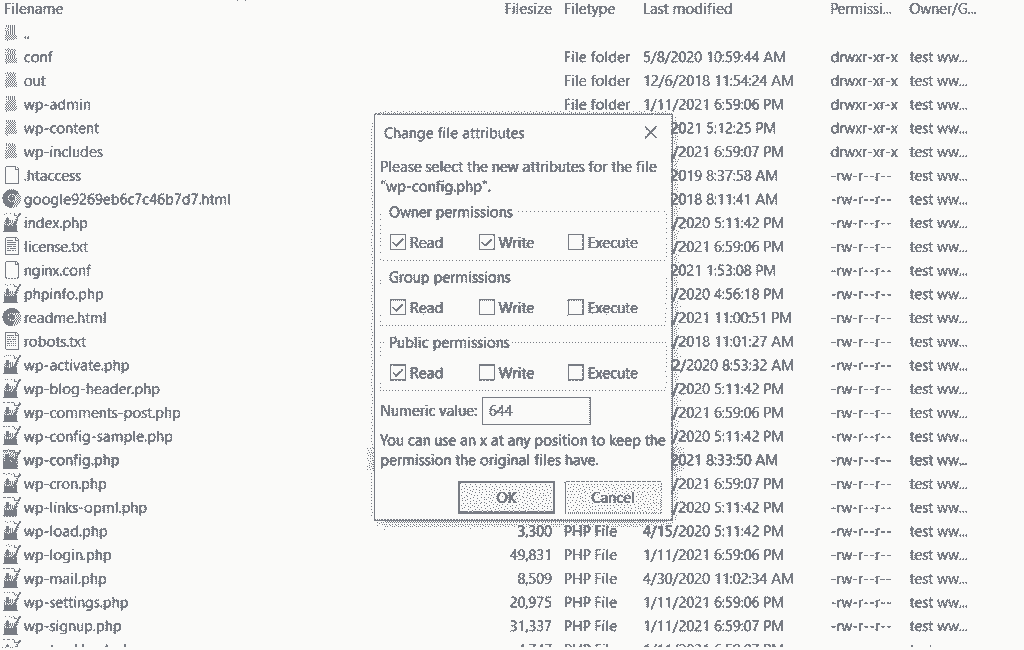 Filename Filesize Filetype Last modified Permissi... Owner/G...
..
conf File folder 5/8/2020 10:59:44 AM drwxr-xr-x test ww...
out File folder 12/6/2018 11:54:24 AM drwxr-xr-x test ww...
wp-admin File folder 1/11/2021 6:59:06 PM drwxr-xr-x test ww...
wp-content 2021 5:12:25 PM drwxr-xr-x test ww...
wp-includes /2021 6:59:07 PM drwxr-xr-x test ww...
.htaccess 2019 8:37:58 AM -rw-r--r-- test ww...
google9269eb6c7c46b7d7.html 2018 8:11:41 AM -rw-r--r-- test ww...
index.php /2020 5:11:42 PM -rw-r--r-- test ww...
license.txt /2021 6:59:06 PM -rw-r--r-- test ww...
nginx.conf 2021 1:53:08 PM -rw-r--r-- test ww...
phpinfo.php /2020 4:56:18 PM -rw-r--r-- test ww...
readme.html /2021 11:00:51 PM -rw-r--r-- test ww...
robots.txt /2018 11:01:27 AM -rw-r--r-- test ww...
wp-activate.php 2/2020 8:53:32 AM -rw-r--r-- test ww...
wp-blog-header.php /2020 5:11:42 PM -rw-r--r-- test ww...
wp-comments-post.php /2021 6:59:06 PM -rw-r--r-- test ww...
wp-config-sample.php /2020 5:11:42 PM -rw-r--r-- test ww...
wp-config.php 2021 8:33:50 AM -rw-r--r-- test ww...
wp-cron.php /2021 6:59:07 PM -rw-r--r-- test ww...
wp-links-opml.php /2020 5:11:42 PM -rw-r--r-- test ww...
wp-load.php 3,300 PHP File 4/15/2020 5:11:42 PM -rw-r--r-- test ww...
wp-login.php 49,831 PHP File 1/11/2021 6:59:06 PM -rw-r--r-- test ww...
wp-mail.php 8,509 PHP File 4/30/2020 11:02:34 AM -rw-r--r-- test ww...
wp-settings.php 20,975 PHP File 1/11/2021 6:59:06 PM -rw-r--r-- test ww...
wp-signup.php 31,337 PHP File 1/11/2021 6:59:07 PM -rw-r--r-- test ww...
Change file attributes
Please select the new attributes for the file
"wp-config.php".
Owner permissions
Read Write Execute
Group permissions
Read Write Execute
Public permissions
Read Write Execute
Numeric value: 644
You can use an x at any position to keep the
permission the original files have.
OK Cancel